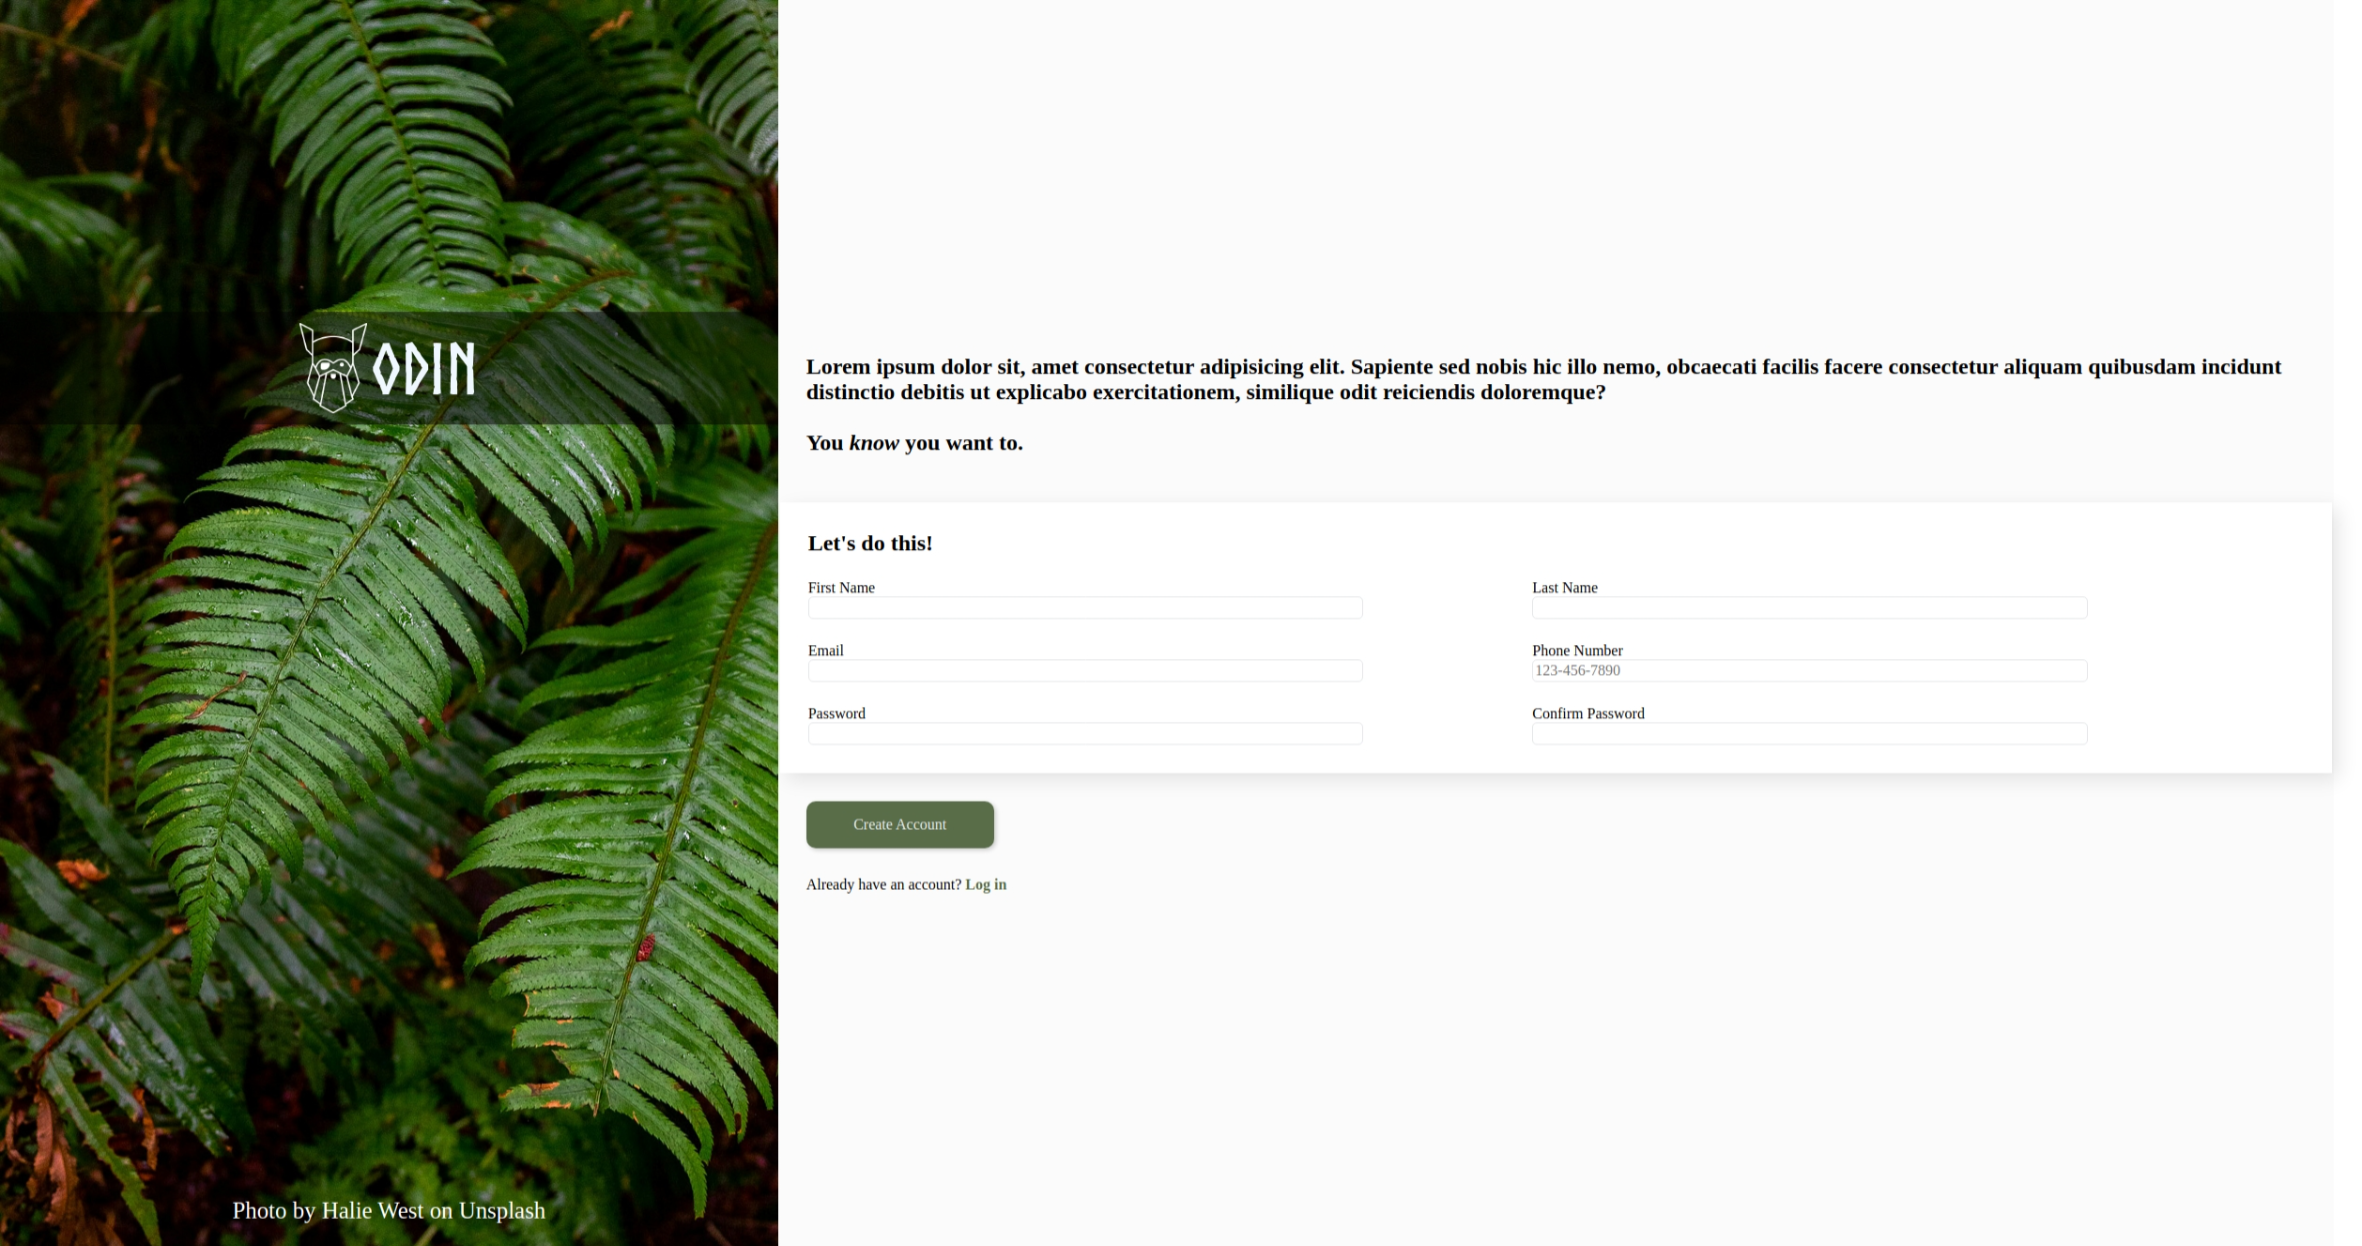 ODIN
Lorem ipsum dolor sit, amet consectetur adipisicing elit. Sapiente sed nobis hic illo nemo, obcaecati facilis facere consectetur aliquam quibusdam incidunt
distinctio debitis ut explicabo exercitationem, similique odit reiciendis doloremque?
You know you want to.
Let's do this!
First Name
Last Name
Email
Phone Number
123-456-7890
Password
Confirm Password
Create Account
Already have an account? Log in
Photo by Halie West on Unsplash